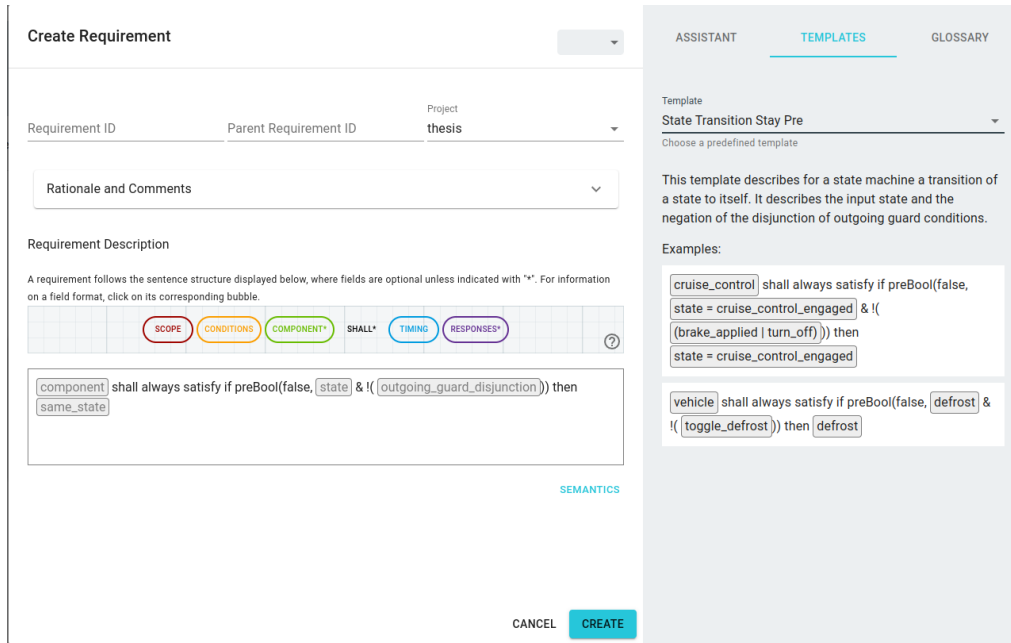 Create Requirement
ASSISTANT TEMPLATES GLOSSARY
Requirement ID
Parent Requirement ID
Project
thesis
Rationale and Comments
Requirement Description
A requirement follows the sentence structure displayed below, where fields are optional unless indicated with "*". For information
on a field format, click on its corresponding bubble.
SCOPE CONDITIONS COMPONENT* SHALL* TIMING RESPONSES*
?
component shall always satisfy if preBool(false, state & !( outgoing_guard_disjunction )) then
same_state
SEMANTICS
CANCEL CREATE
Template
State Transition Stay Pre
Choose a predefined template
This template describes for a state machine a transition of
a state to itself. It describes the input state and the
negation of the disjunction of outgoing guard conditions.
Examples:
cruise_control shall always satisfy if preBool(false,
state = cruise_control_engaged & !(
(brake_applied | turn_off) )) then
state = cruise_control_engaged
vehicle shall always satisfy if preBool(false, defrost &
!( toggle_defrost )) then defrost